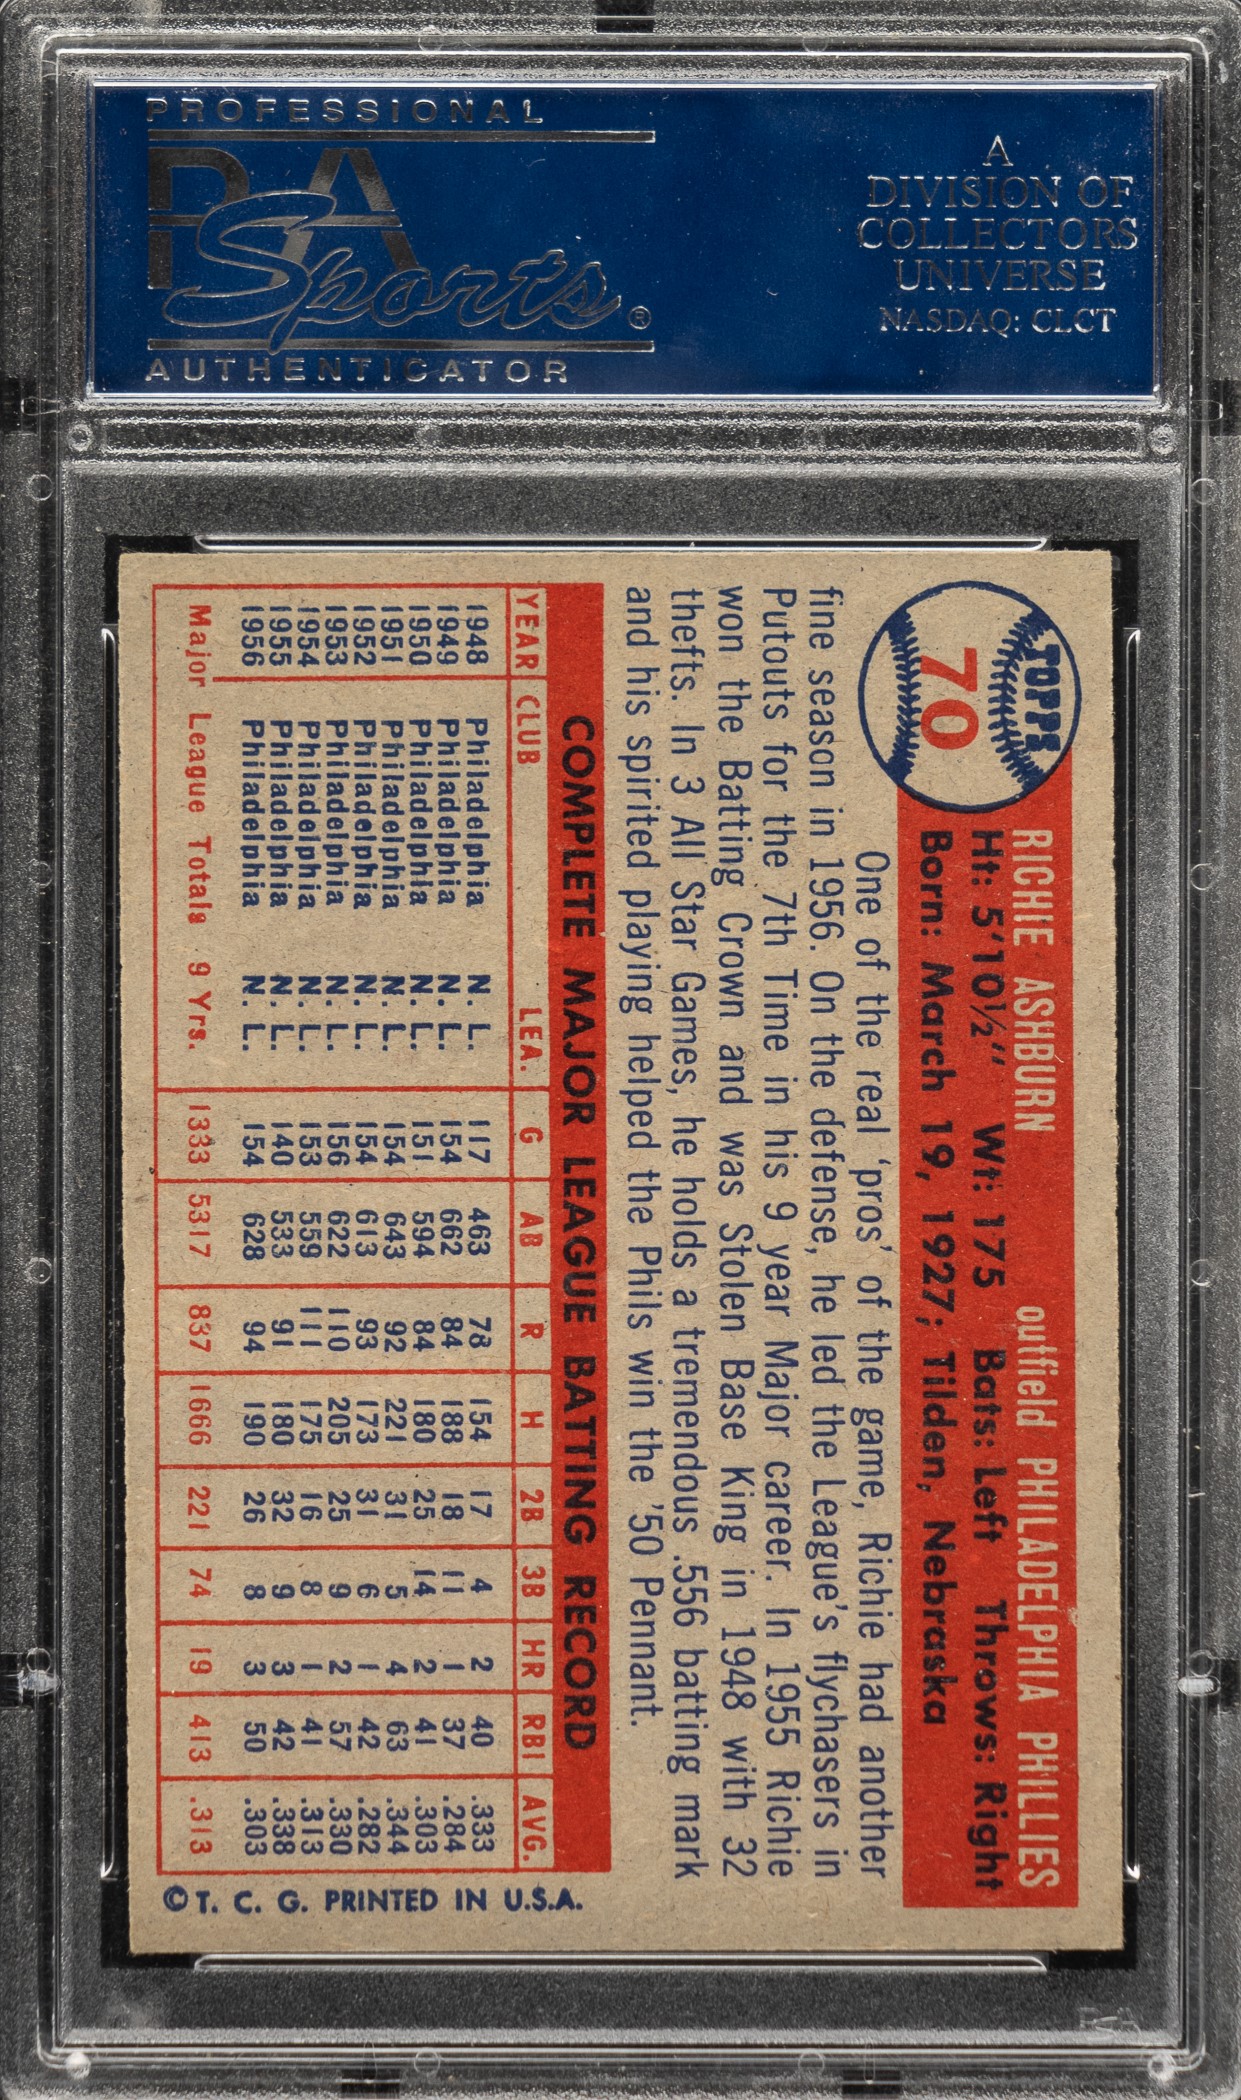 PROFESSIONAL
PSA
Sports®
AUTHENTICATOR
A
DIVISION OF
COLLECTORS
UNIVERSE
NASDAQ: CLCT
TOPPS
70
RICHIE ASHBURN outfield PHILADELPHIA PHILLIES
Ht: 5'10½" Wt: 175 Bats: Left Throws: Right
Born: March 19, 1927; Tilden, Nebraska
One of the real 'pros' of the game, Richie had another
fine season in 1956. On the defense, he led the League's flychasers in
Putouts for the 7th Time in his 9 year Major career. In 1955 Richie
won the Batting Crown and was Stolen Base King in 1948 with 32
thefts. In 3 All Star Games, he holds a tremendous .556 batting mark
and his spirited playing helped the Phils win the '50 Pennant.
COMPLETE MAJOR LEAGUE BATTING RECORD
YEAR CLUB LEA. G AB R H 2B 3B HR RBI AVG.
1948 Philadelphia N. L. 117 463 78 154 17 4 2 40 .333
1949 Philadelphia N. L. 154 662 84 188 18 11 1 37 .284
1950 Philadelphia N. L. 151 594 84 180 25 14 2 41 .303
1951 Philadelphia N. L. 154 643 92 221 31 5 4 63 .344
1952 Philadelphia N. L. 154 613 93 173 31 6 1 42 .282
1953 Philadelphia N. L. 156 622 110 205 25 9 2 57 .330
1954 Philadelphia N. L. 153 559 111 175 16 8 1 41 .313
1955 Philadelphia N. L. 140 533 91 180 32 9 3 42 .338
1956 Philadelphia N. L. 154 628 94 190 26 8 3 50 .303
Major League Totals 9 Yrs. 1333 5317 837 1666 221 74 19 413 .313
©T. C. G. PRINTED IN U.S.A.